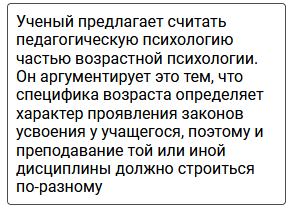 Ученый предлагает считать
педагогическую психологию
частью возрастной психологии.
Он аргументирует это тем, что
специфика возраста определяет
характер проявления законов
усвоения у учащегося, поэтому и
преподавание той или иной
дисциплины должно строиться
по-разному